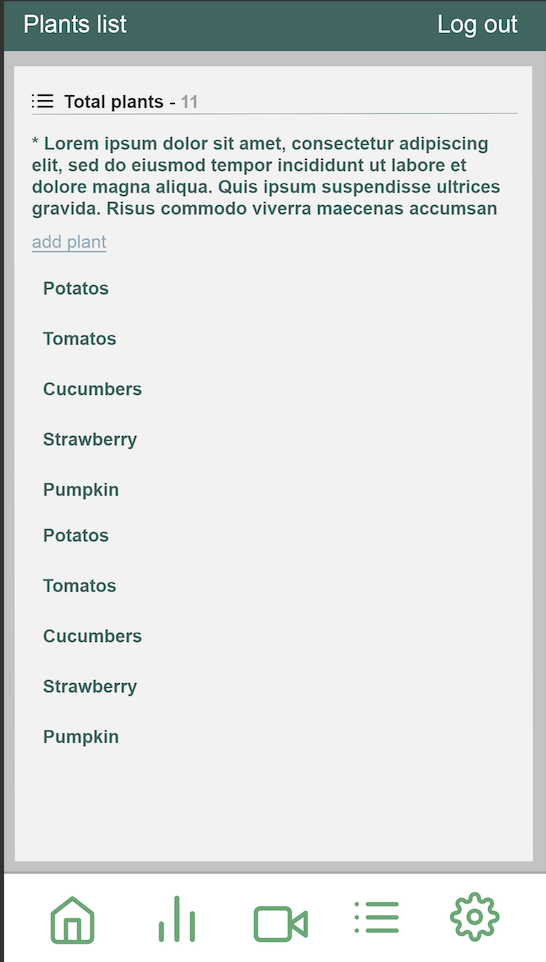 Plants list
Log out
Total plants - 11
* Lorem ipsum dolor sit amet, consectetur adipiscing
elit, sed do eiusmod tempor incididunt ut labore et
dolore magna aliqua. Quis ipsum suspendisse ultrices
gravida. Risus commodo viverra maecenas accumsan
add plant
Potatos
Tomatos
Cucumbers
Strawberry
Pumpkin
Potatos
Tomatos
Cucumbers
Strawberry
Pumpkin